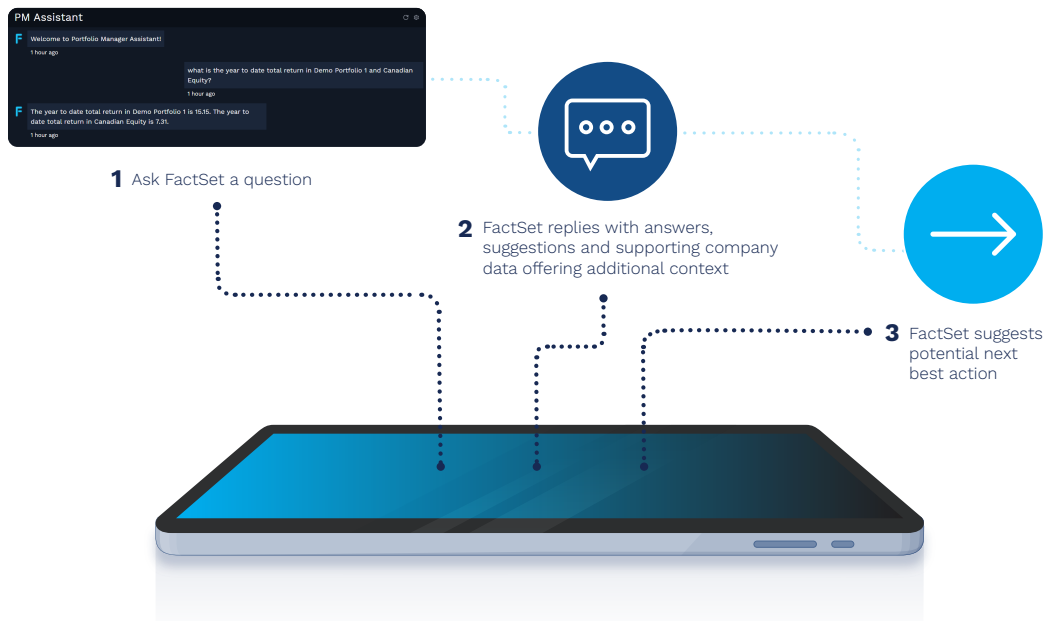 PM Assistant
Welcome to Portfolio Manager Assistant!
1 hour ago
what is the year to date total return in Demo Portfolio 1 and Canadian
Equity?
1 hour ago
The year to date total return in Demo Portfolio 1 is 15.15. The year to
date total return in Canadian Equity is 7.31.
1 hour ago
1 Ask FactSet a question
2 FactSet replies with answers,
suggestions and supporting company
data offering additional context
3 FactSet suggests
potential next
best action